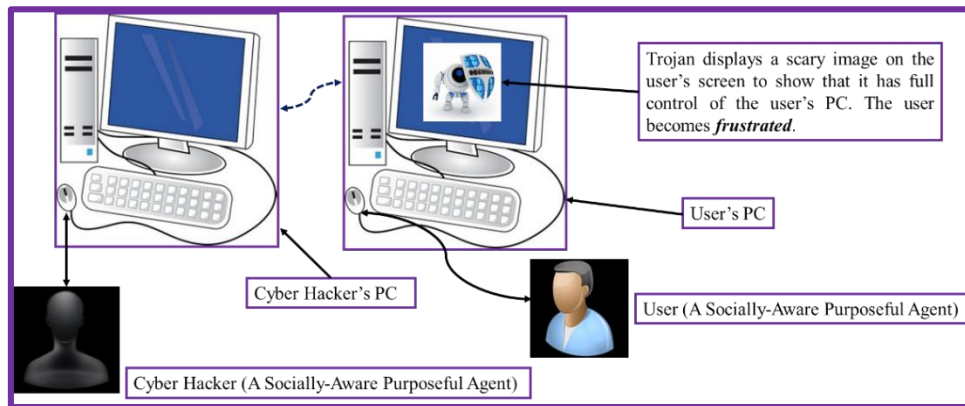 Trojan displays a scary image on the
user's screen to show that it has full
control of the user's PC. The user
becomes frustrated.
SECURITY
User's PC
Cyber Hacker's PC
User (A Socially-Aware Purposeful Agent)
Cyber Hacker (A Socially-Aware Purposeful Agent)